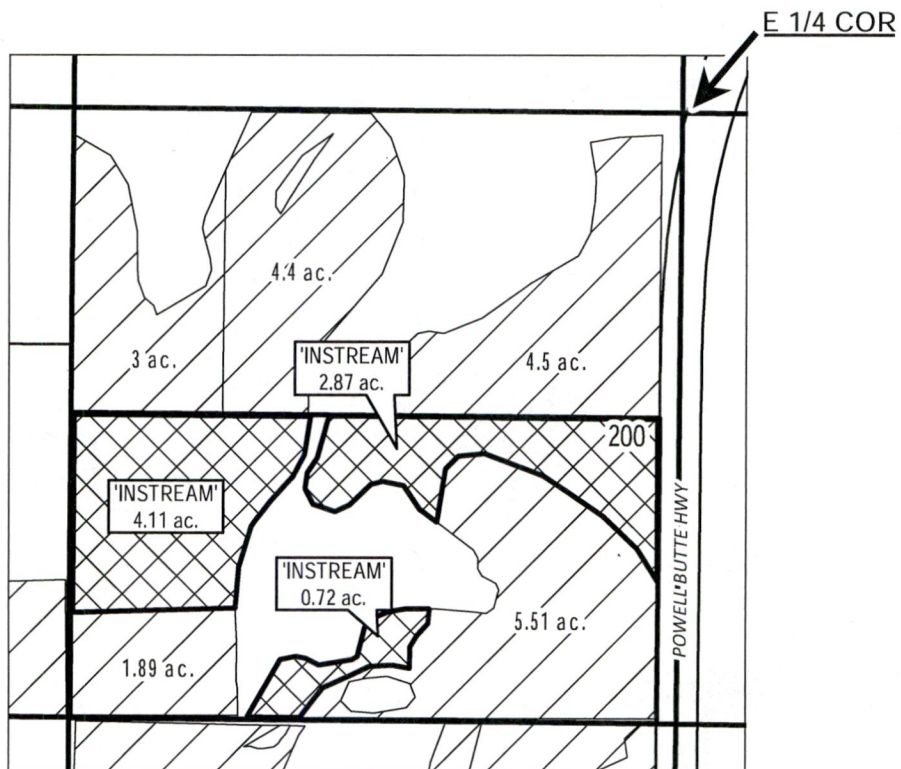 E 1/4 COR
4.4 ac.
3 ac.
'INSTREAM'
2.87 ac.
4.5 ac.
200
'INSTREAM'
4.11 ac.
POWELL BUTTE HWY
'INSTREAM'
0.72 ac.
5.51 ac.
1.89 ac.